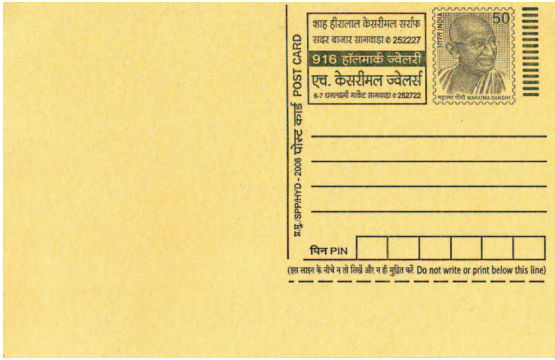 शाह हीरालाल केसरीमल सर्राफ
सदर बाजार सागवाडा ✆ 252227
916 हॉलमार्क ज्वेलरी
एच. केसरीमल ज्वेलर्स
6-7 धनलक्ष्मी मार्केट सागवाडा ✆ 252722
भारत INDIA
50
महात्मा गाँधी MAHATMA GANDHI
प्र.मु./SPP/HYD - 2008 पोस्ट कार्ड POST CARD
पिन PIN
(इस लाइन के नीचे न तो लिखें और न ही मुद्रित करें Do not write or print below this line)